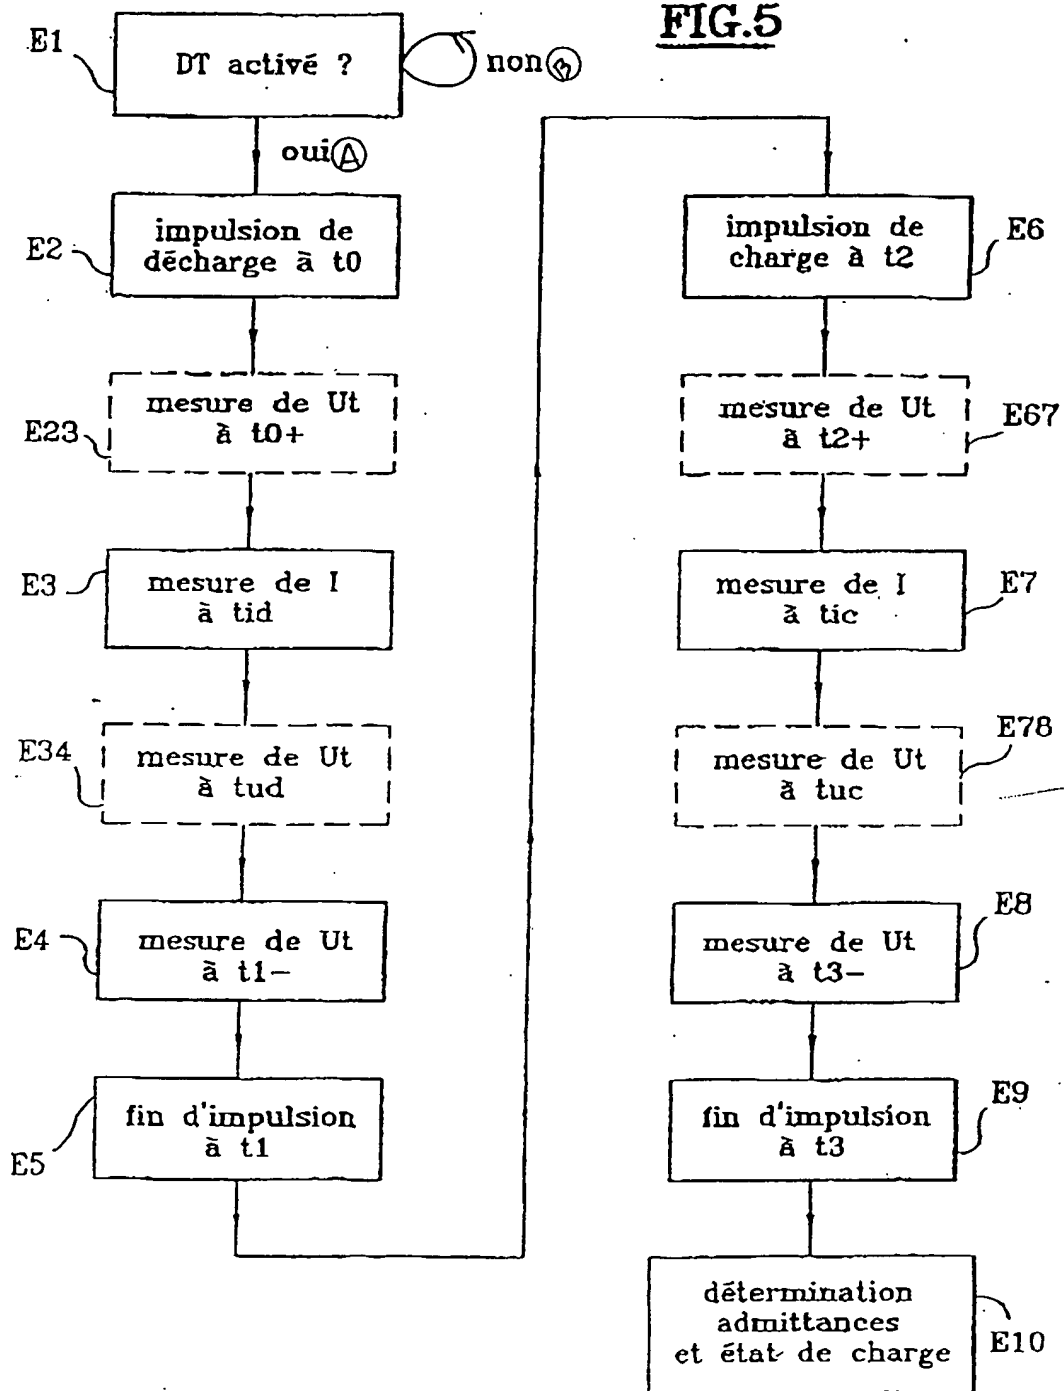 FIG.5
E1
DT activé ?
non B
oui A
E2
impulsion de
décharge à t0
E23
mesure de Ut
à t0+
E3
mesure de I
à tid
E34
mesure de Ut
à tud
E4
mesure de Ut
à t1-
E5
fin d'impulsion
à t1
E6
impulsion de
charge à t2
E67
mesure de Ut
à t2+
E7
mesure de I
à tic
E78
mesure de Ut
à tuc
E8
mesure de Ut
à t3-
E9
fin d'impulsion
à t3
E10
détermination
admittances
et état de charge